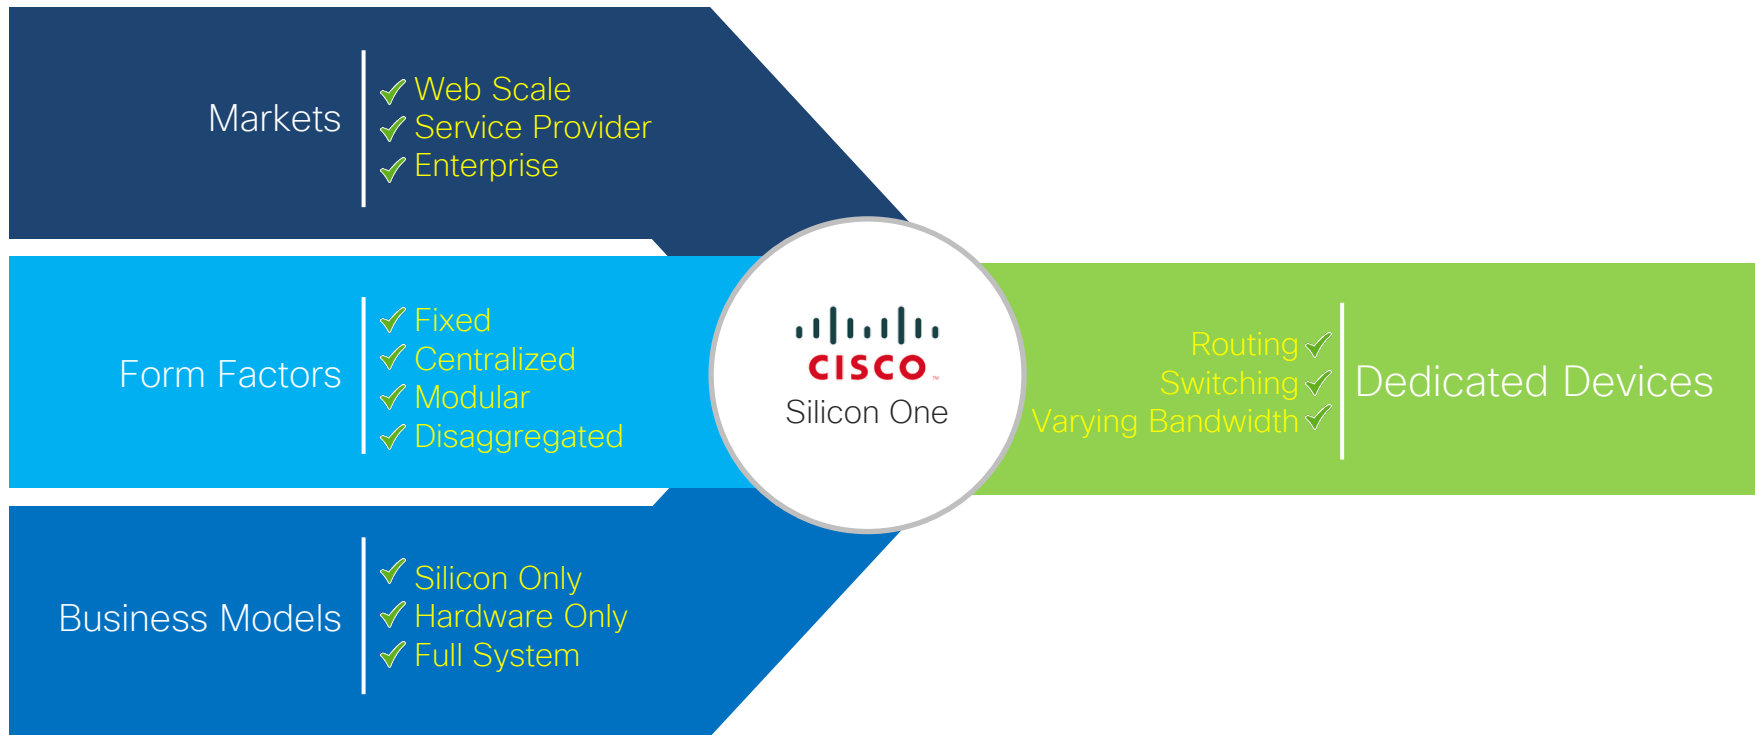 Markets
Web Scale
Service Provider
Enterprise
Form Factors
Fixed
Centralized
Modular
Disaggregated
Business Models
Silicon Only
Hardware Only
Full System
CISCO
Silicon One
Routing
Switching
Varying Bandwidth
Dedicated Devices